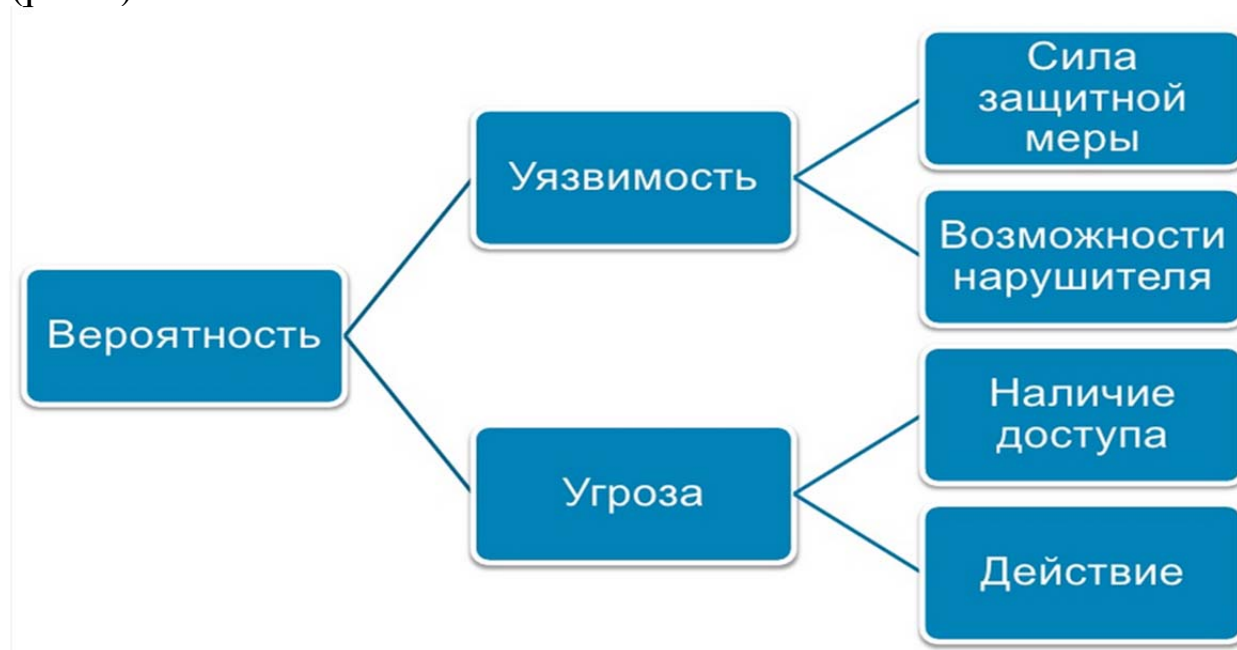 Сила
защитной
меры
Уязвимость
Возможности
нарушителя
Вероятность
Наличие
доступа
Угроза
Действие